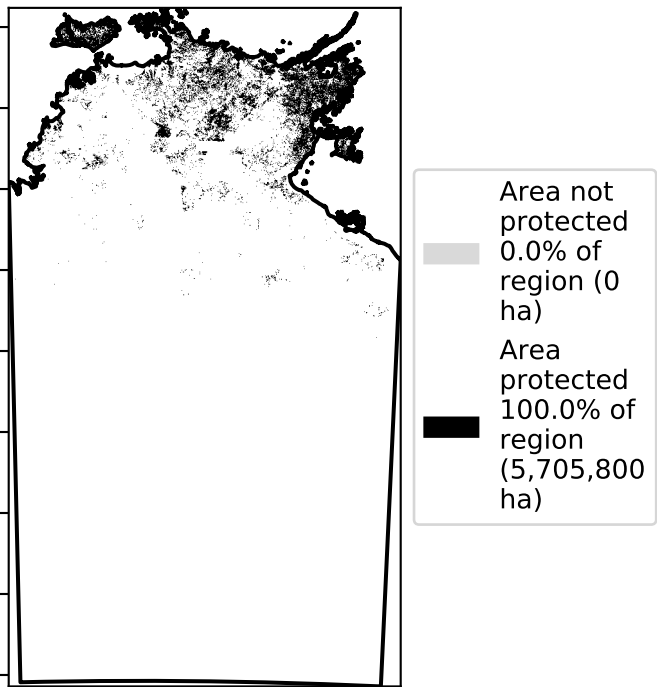 Area not
protected
0.0% of
region (0
ha)
Area
protected
100.0% of
region
(5,705,800
ha)